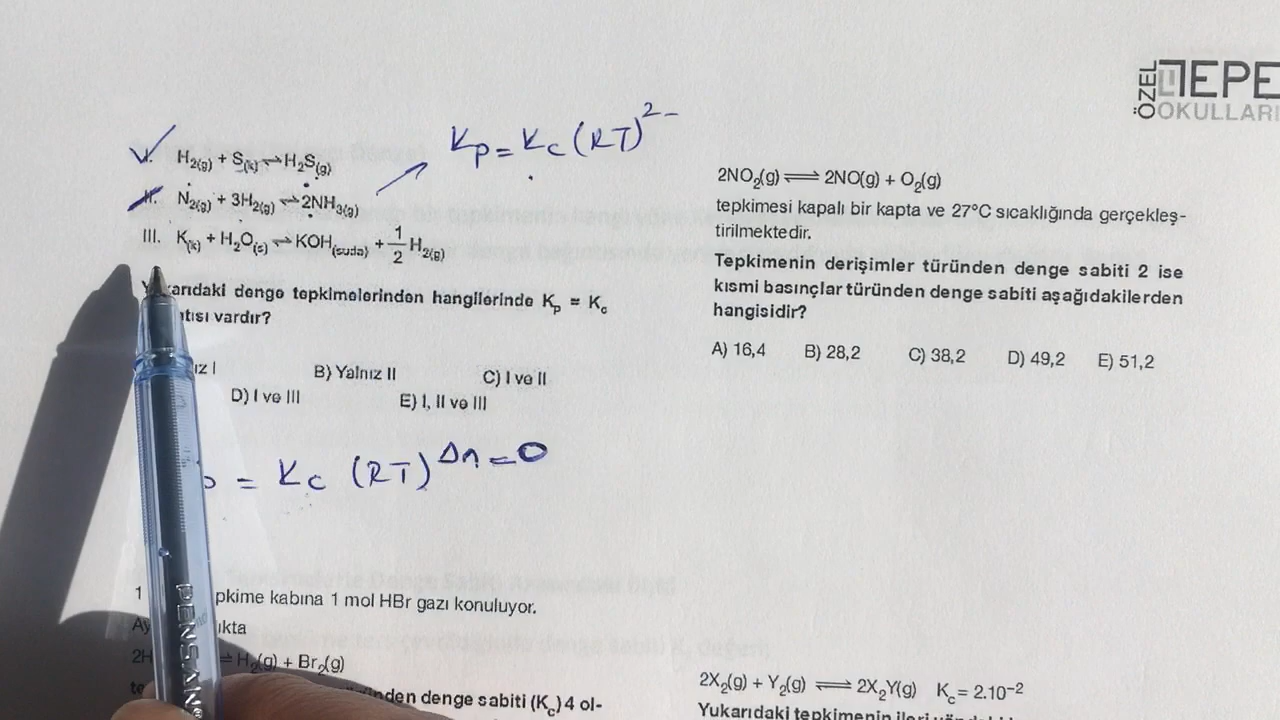 ÖZEL TEPE
OKULLARI
Kp = Kc (RT)²⁻
I. H₂(g) + S(k) ⇌ H₂S(g)
II. N₂(g) + 3H₂(g) ⇌ 2NH₃(g)
III. K(k) + H₂O(s) ⇌ KOH(suda) + 1/2 H₂(g)
denge tepkimelerinden hangilerinde Kp = Kc
vardır?
I
B) Yalnız II
C) I ve II
D) I ve III
E) I, II ve III
= Kc (RT)^Δn=0
1
kabına 1 mol HBr gazı konuluyor.
⇌ H₂(g) + Br₂(g)
denge sabiti (Kc) 4 ol-
2NO₂(g) ⇌ 2NO(g) + O₂(g)
tepkimesi kapalı bir kapta ve 27°C sıcaklığında gerçekleş-
tirilmektedir.
Tepkimenin derişimler türünden denge sabiti 2 ise
kısmi basınçlar türünden denge sabiti aşağıdakilerden
hangisidir?
A) 16,4 B) 28,2 C) 38,2 D) 49,2 E) 51,2
2X₂(g) + Y₂(g) ⇌ 2X₂Y(g) Kc = 2.10⁻²
Yukarıdaki tepkimenin ileri
PENSAN